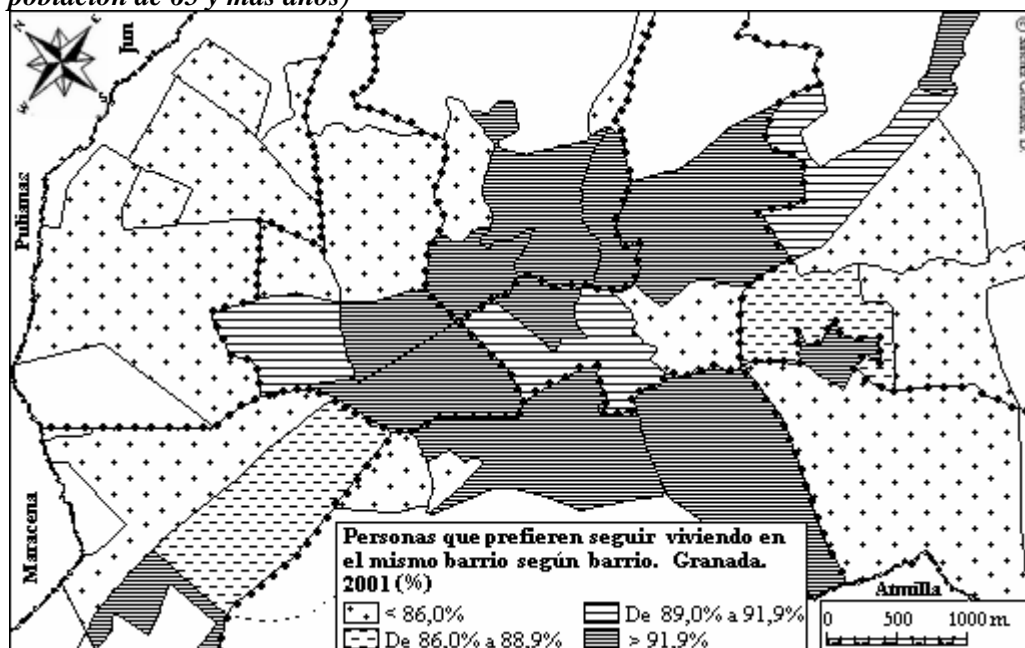 población de 65 y más años)
N
E
W
S
Jun
Pulianas
Maracena
Personas que prefieren seguir viviendo en
el mismo barrio según barrio. Granada.
2001 (%)
< 86,0%
De 86,0% a 88,9%
De 89,0% a 91,9%
> 91,9%
Atmilla
0 500 1000 m.